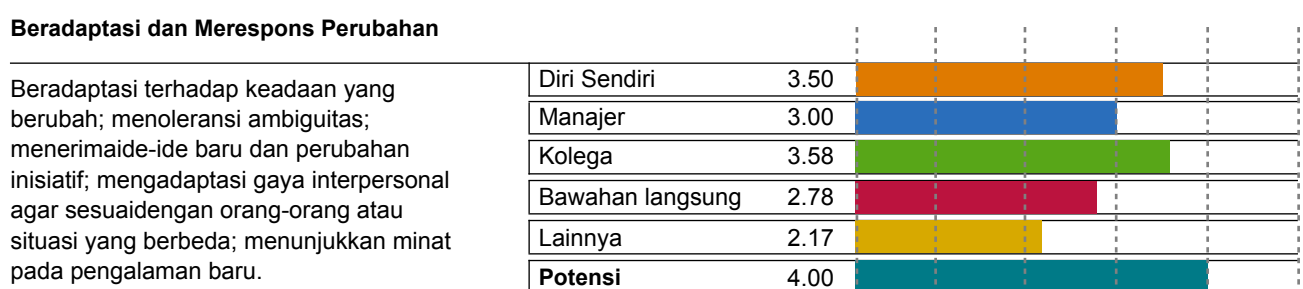 Beradaptasi dan Merespons Perubahan
Beradaptasi terhadap keadaan yang
berubah; menoleransi ambiguitas;
menerimaide-ide baru dan perubahan
inisiatif; mengadaptasi gaya interpersonal
agar sesuaidengan orang-orang atau
situasi yang berbeda; menunjukkan minat
pada pengalaman baru.
Diri Sendiri 3.50
Manajer 3.00
Kolega 3.58
Bawahan langsung 2.78
Lainnya 2.17
Potensi 4.00